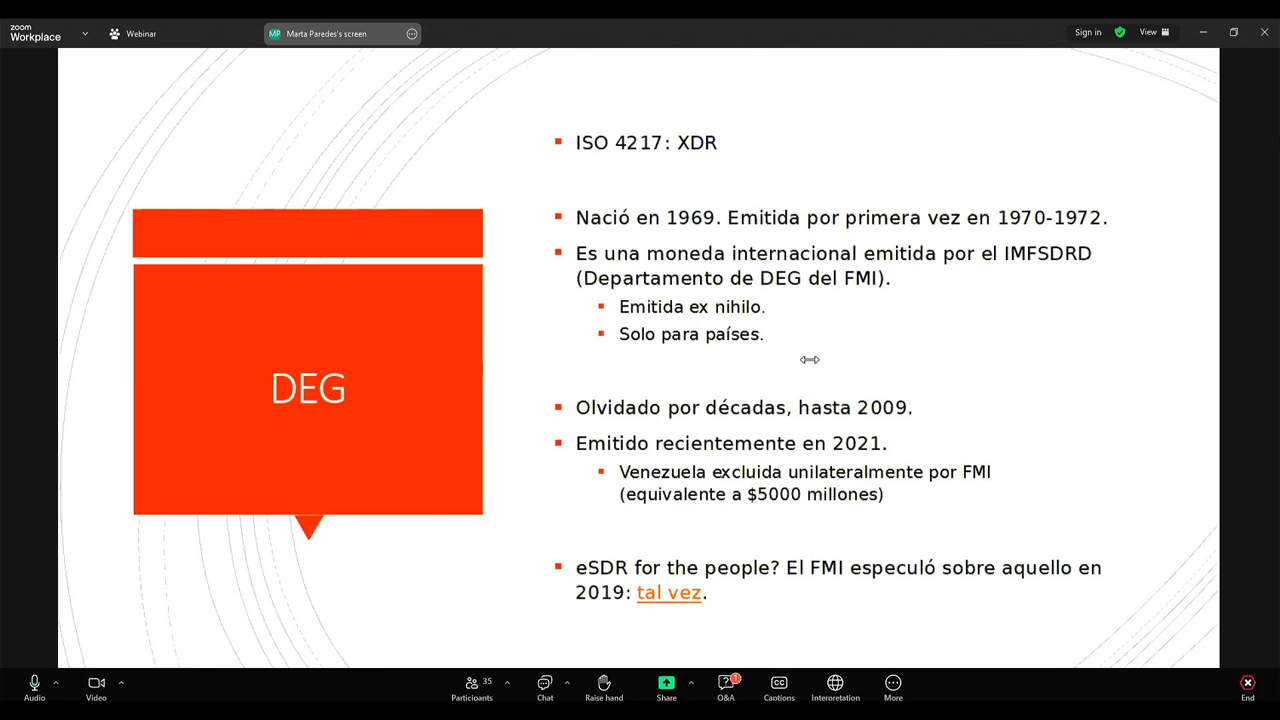 zoom
Workplace
Webinar
MP Marta Paredes's screen
Sign in
View
ISO 4217: XDR
Nació en 1969. Emitida por primera vez en 1970-1972.
Es una moneda internacional emitida por el IMFSDRD
(Departamento de DEG del FMI).
Emitida ex nihilo.
Solo para países.
DEG
Olvidado por décadas, hasta 2009.
Emitido recientemente en 2021.
Venezuela excluida unilateralmente por FMI
(equivalente a $5000 millones)
eSDR for the people? El FMI especuló sobre aquello en
2019: tal vez.
Audio
Video
Participants 35
Chat
Raise hand
Share
Q&A 1
CC Captions
Interpretation
More
End